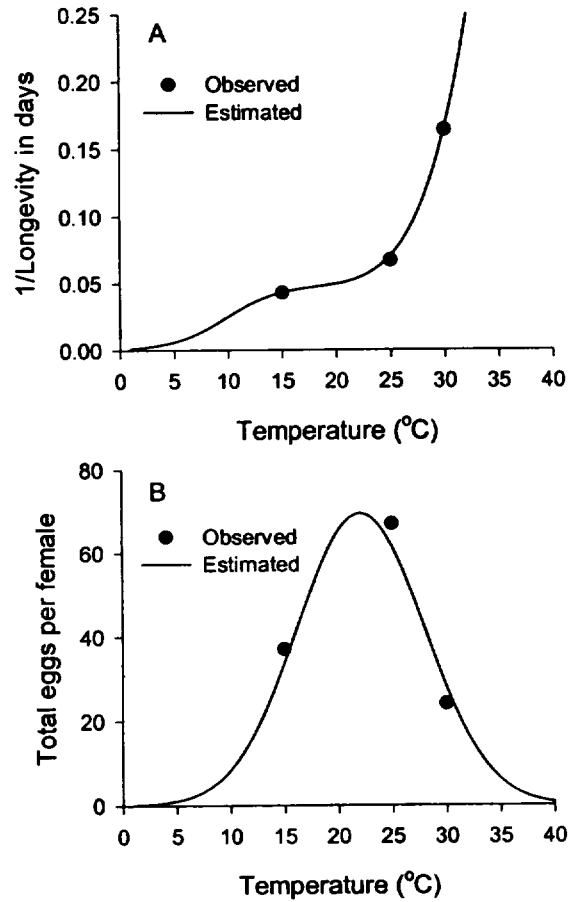 A
Observed
Estimated
1/Longevity in days
0.25
0.20
0.15
0.10
0.05
0.00
0 5 10 15 20 25 30 35 40
Temperature (°C)
B
Observed
Estimated
Total eggs per female
80
60
40
20
0
0 5 10 15 20 25 30 35 40
Temperature (°C)